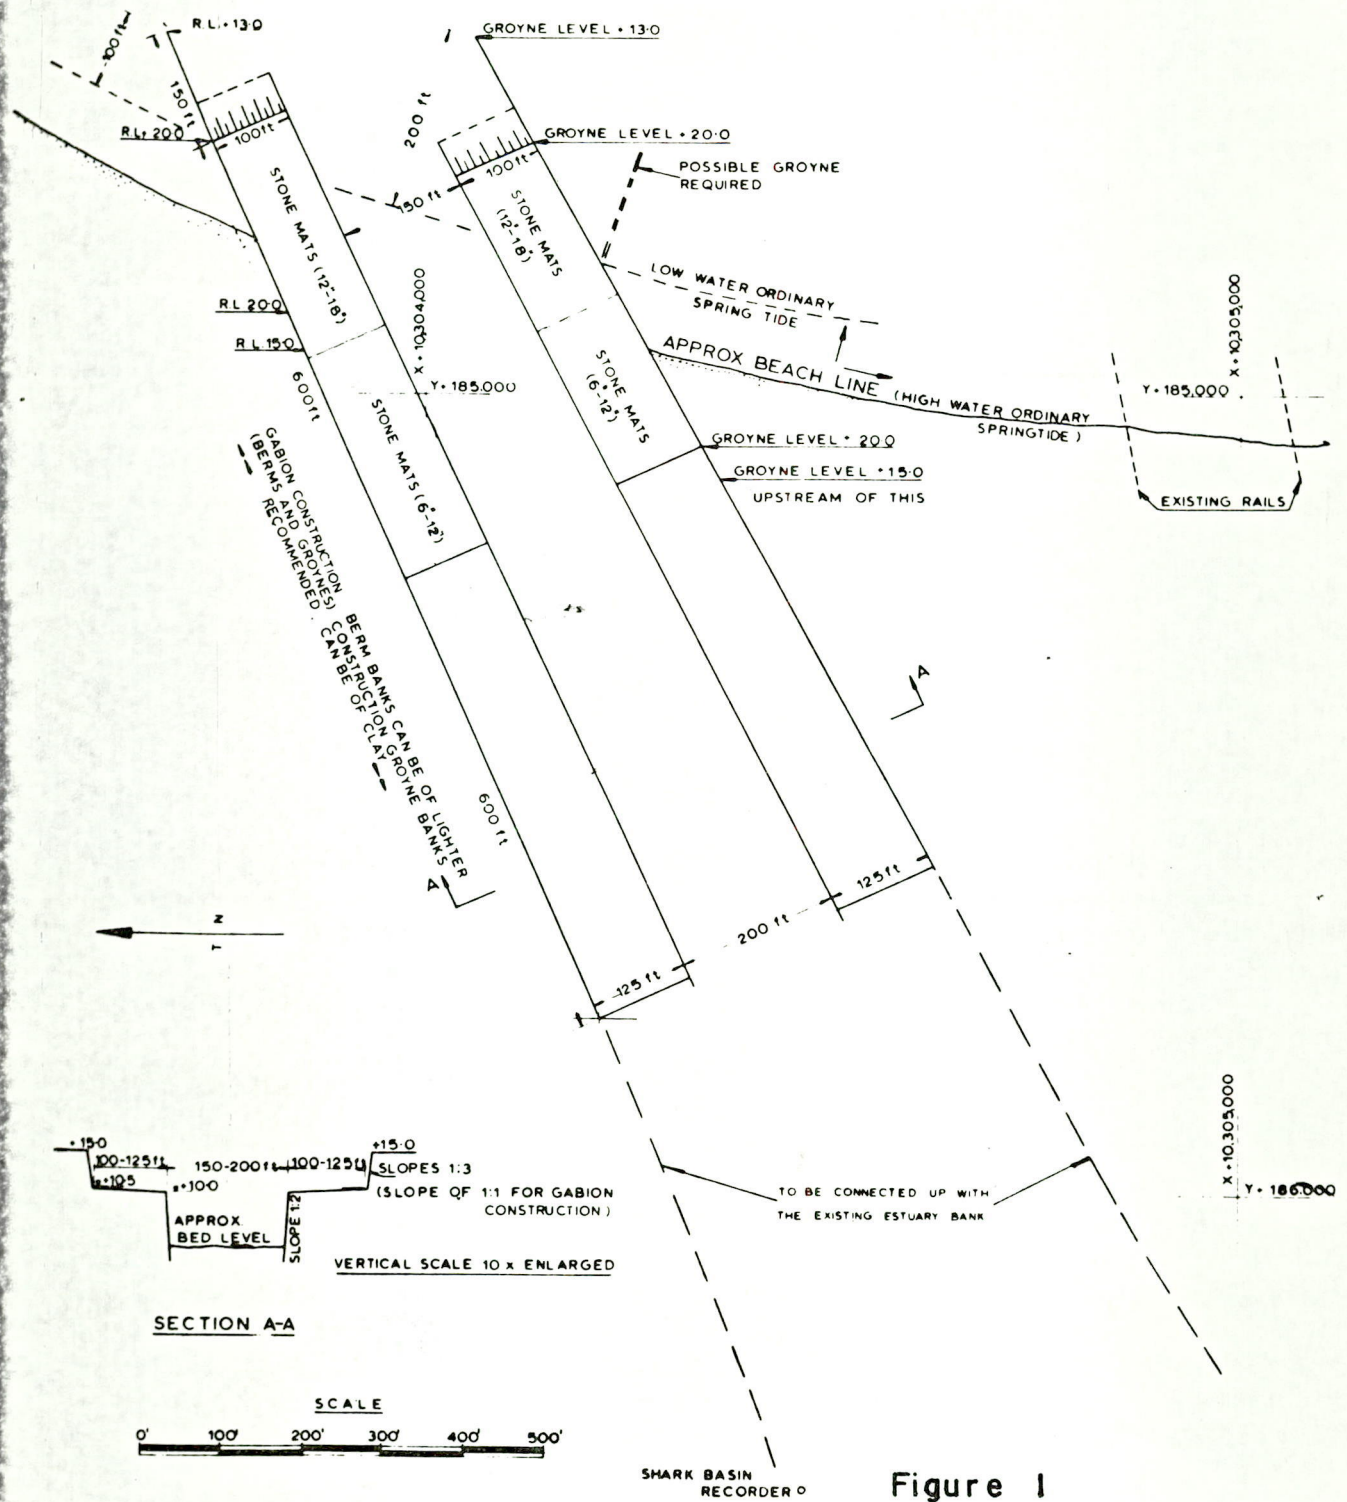 R.L.+13·0
GROYNE LEVEL + 13·0
100 ft
150 ft
200 ft
R.L+ 20·0
100 ft
100 ft
GROYNE LEVEL + 20·0
POSSIBLE GROYNE
REQUIRED
150 ft
STONE MATS (12"-18")
STONE MATS
(12"-18")
LOW WATER ORDINARY
SPRING TIDE
R.L 20·0
R.L.15·0
X + 10,304,000
Y + 185,000
APPROX BEACH LINE (HIGH WATER ORDINARY
SPRINGTIDE)
X + 10,305,000
Y + 185,000
600 ft
STONE MATS (6"-12")
STONE MATS
(6"-12")
GROYNE LEVEL + 20·0
GROYNE LEVEL +15·0
UPSTREAM OF THIS
EXISTING RAILS
GABION CONSTRUCTION
(BERMS AND GROYNES)
RECOMMENDED.
BERM BANKS CAN BE OF LIGHTER
CONSTRUCTION GROYNE BANKS
CAN BE OF CLAY
600 ft
A
A
N
T
125 ft
200 ft
125 ft
+ 15·0
+15·0
100-125 ft
150-200 ft
100-125 ft
SLOPES 1:3
+10·5
+10·0
(SLOPE OF 1:1 FOR GABION
CONSTRUCTION)
APPROX.
BED LEVEL
SLOPE 1:2
VERTICAL SCALE 10 x ENLARGED
SECTION A-A
TO BE CONNECTED UP WITH
THE EXISTING ESTUARY BANK
X + 10,305,000
Y + 186,000
SCALE
0' 100' 200' 300' 400' 500'
SHARK BASIN
RECORDER
Figure 1